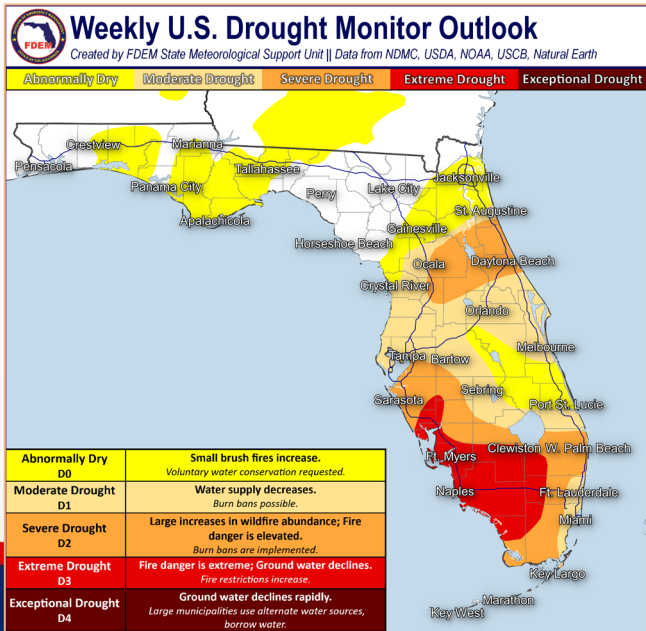 Weekly U.S. Drought Monitor Outlook
FDEM
Created by FDEM State Meteorological Support Unit || Data from NDMC, USDA, NOAA, USCB, Natural Earth
Abnormally Dry Moderate Drought Severe Drought Extreme Drought Exceptional Drought
Crestview Marianna
Pensacola Tallahassee Jacksonville
Panama City Perry Lake City
Apalachicola St. Augustine
Gainesville
Horseshoe Beach
Ocala Daytona Beach
Crystal River
Orlando
Melbourne
Tampa Bartow
Sebring
Sarasota Port St. Lucie
Ft. Myers Clewiston W. Palm Beach
Naples Ft. Lauderdale
Miami
Key Largo
Marathon
Key West
Abnormally Dry
D0
Small brush fires increase.
Voluntary water conservation requested.
Moderate Drought
D1
Water supply decreases.
Burn bans possible.
Severe Drought
D2
Large increases in wildfire abundance; Fire
danger is elevated.
Burn bans are implemented.
Extreme Drought
D3
Fire danger is extreme; Ground water declines.
Fire restrictions increase.
Exceptional Drought
D4
Ground water declines rapidly.
Large municipalities use alternate water sources,
borrow water.